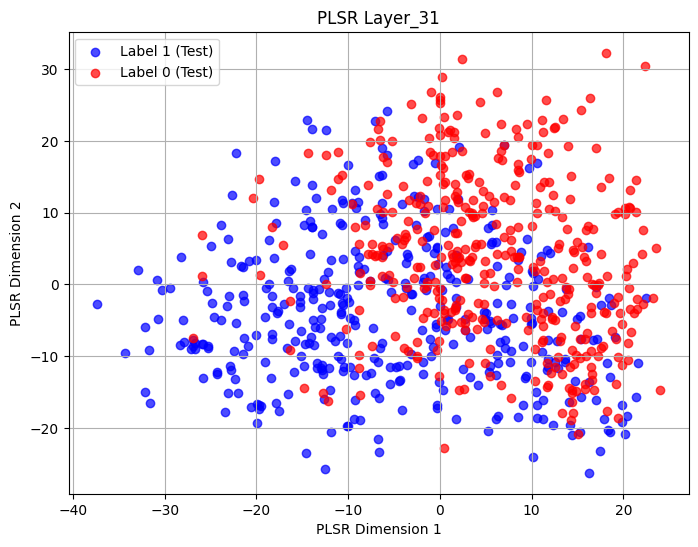 PLSR Layer_31
Label 1 (Test)
Label 0 (Test)
30
20
10
0
−10
−20
PLSR Dimension 2
−40
−30
−20
−10
0
10
20
PLSR Dimension 1